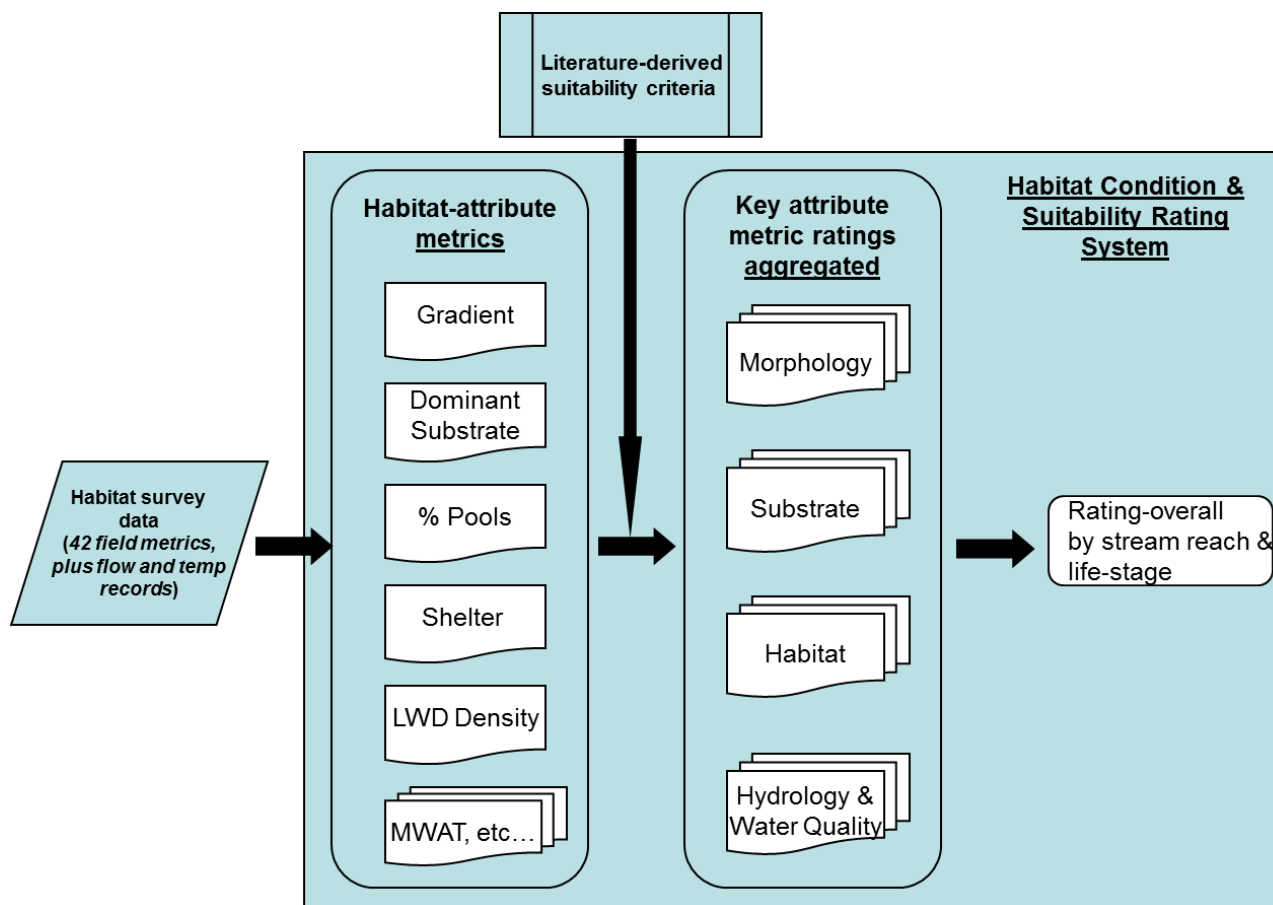 Literature-derived
suitability criteria
Habitat Condition &
Suitability Rating
System
Habitat-attribute
metrics
Key attribute
metric ratings
aggregated
Gradient
Dominant
Substrate
% Pools
Shelter
LWD Density
MWAT, etc…
Morphology
Substrate
Habitat
Hydrology &
Water Quality
Habitat survey
data
(42 field metrics,
plus flow and temp
records)
Rating-overall
by stream reach &
life-stage